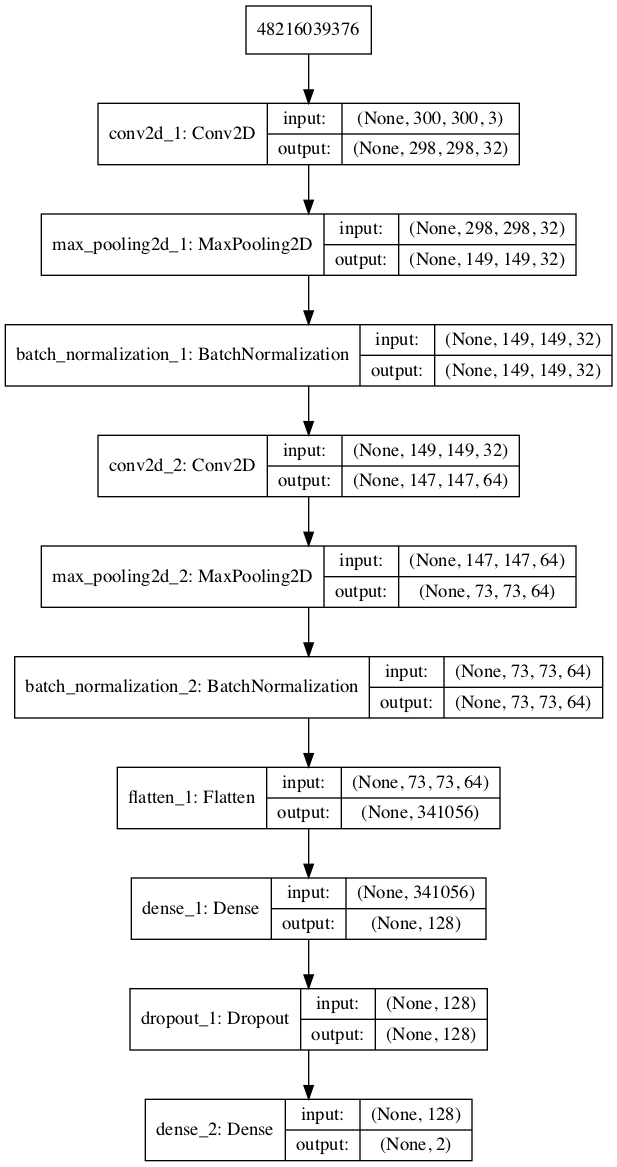 48216039376
conv2d_1: Conv2D
input: (None, 300, 300, 3)
output: (None, 298, 298, 32)
max_pooling2d_1: MaxPooling2D
input: (None, 298, 298, 32)
output: (None, 149, 149, 32)
batch_normalization_1: BatchNormalization
input: (None, 149, 149, 32)
output: (None, 149, 149, 32)
conv2d_2: Conv2D
input: (None, 149, 149, 32)
output: (None, 147, 147, 64)
max_pooling2d_2: MaxPooling2D
input: (None, 147, 147, 64)
output: (None, 73, 73, 64)
batch_normalization_2: BatchNormalization
input: (None, 73, 73, 64)
output: (None, 73, 73, 64)
flatten_1: Flatten
input: (None, 73, 73, 64)
output: (None, 341056)
dense_1: Dense
input: (None, 341056)
output: (None, 128)
dropout_1: Dropout
input: (None, 128)
output: (None, 128)
dense_2: Dense
input: (None, 128)
output: (None, 2)